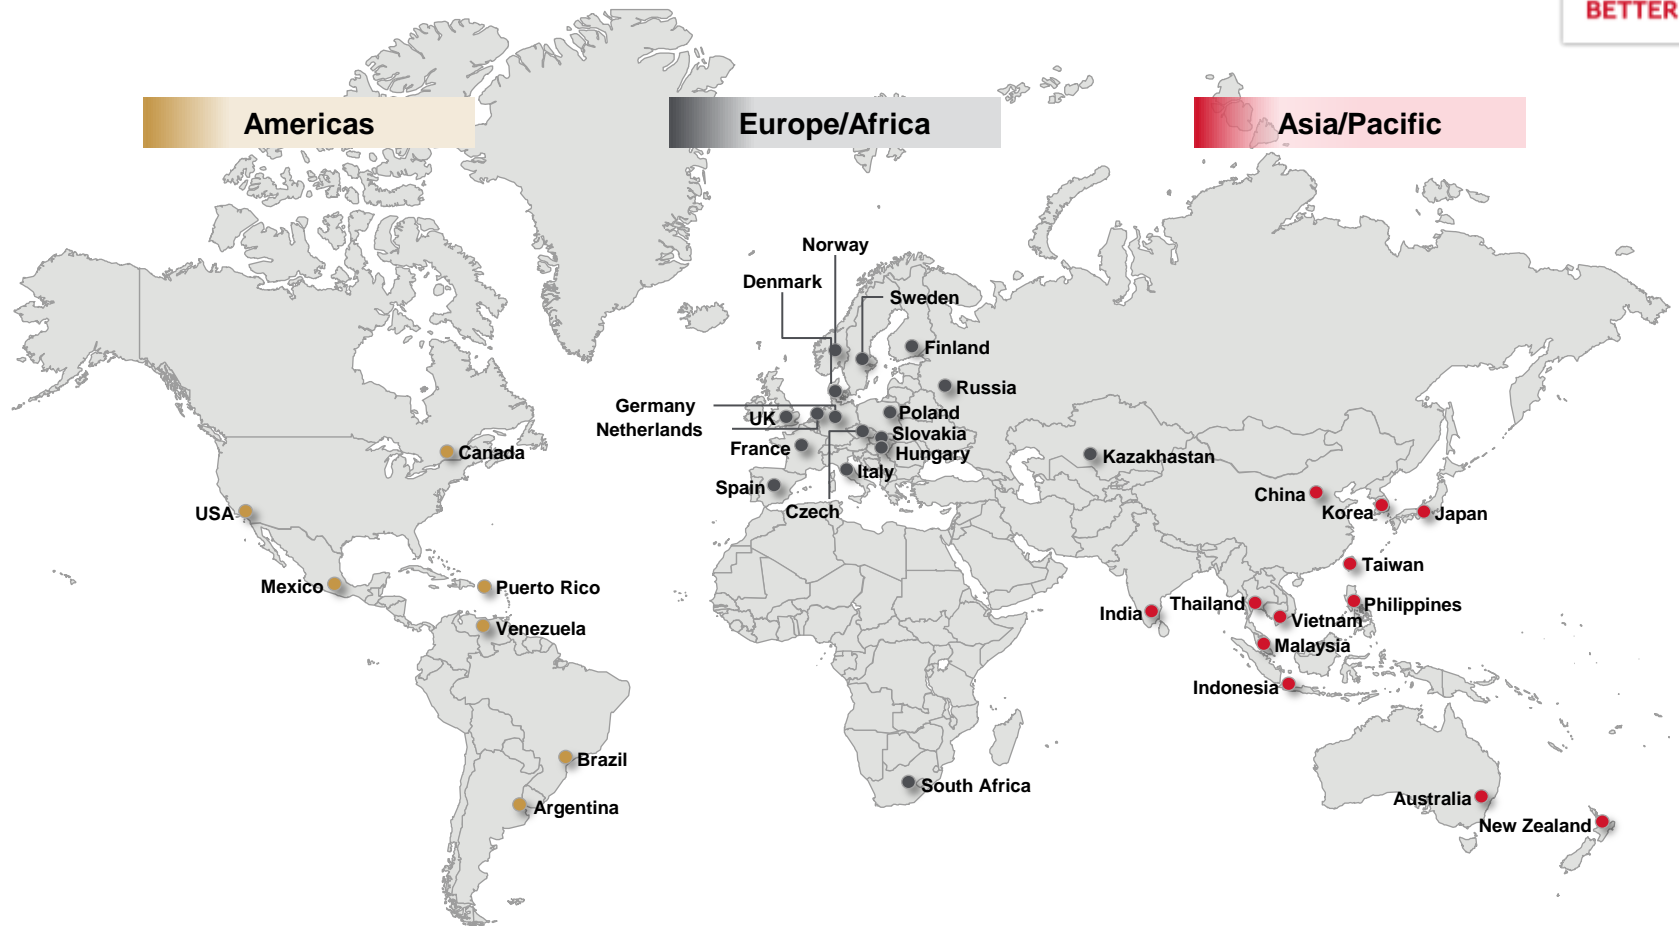 BETTER
Americas
Europe/Africa
Asia/Pacific
Norway
Denmark
Sweden
Finland
Russia
Germany
Netherlands
UK
Poland
Slovakia
Hungary
France
Italy
Spain
Czech
Kazakhastan
Canada
USA
Mexico
Puerto Rico
Venezuela
Brazil
Argentina
South Africa
China
Korea
Japan
Taiwan
India
Thailand
Philippines
Vietnam
Malaysia
Indonesia
Australia
New Zealand